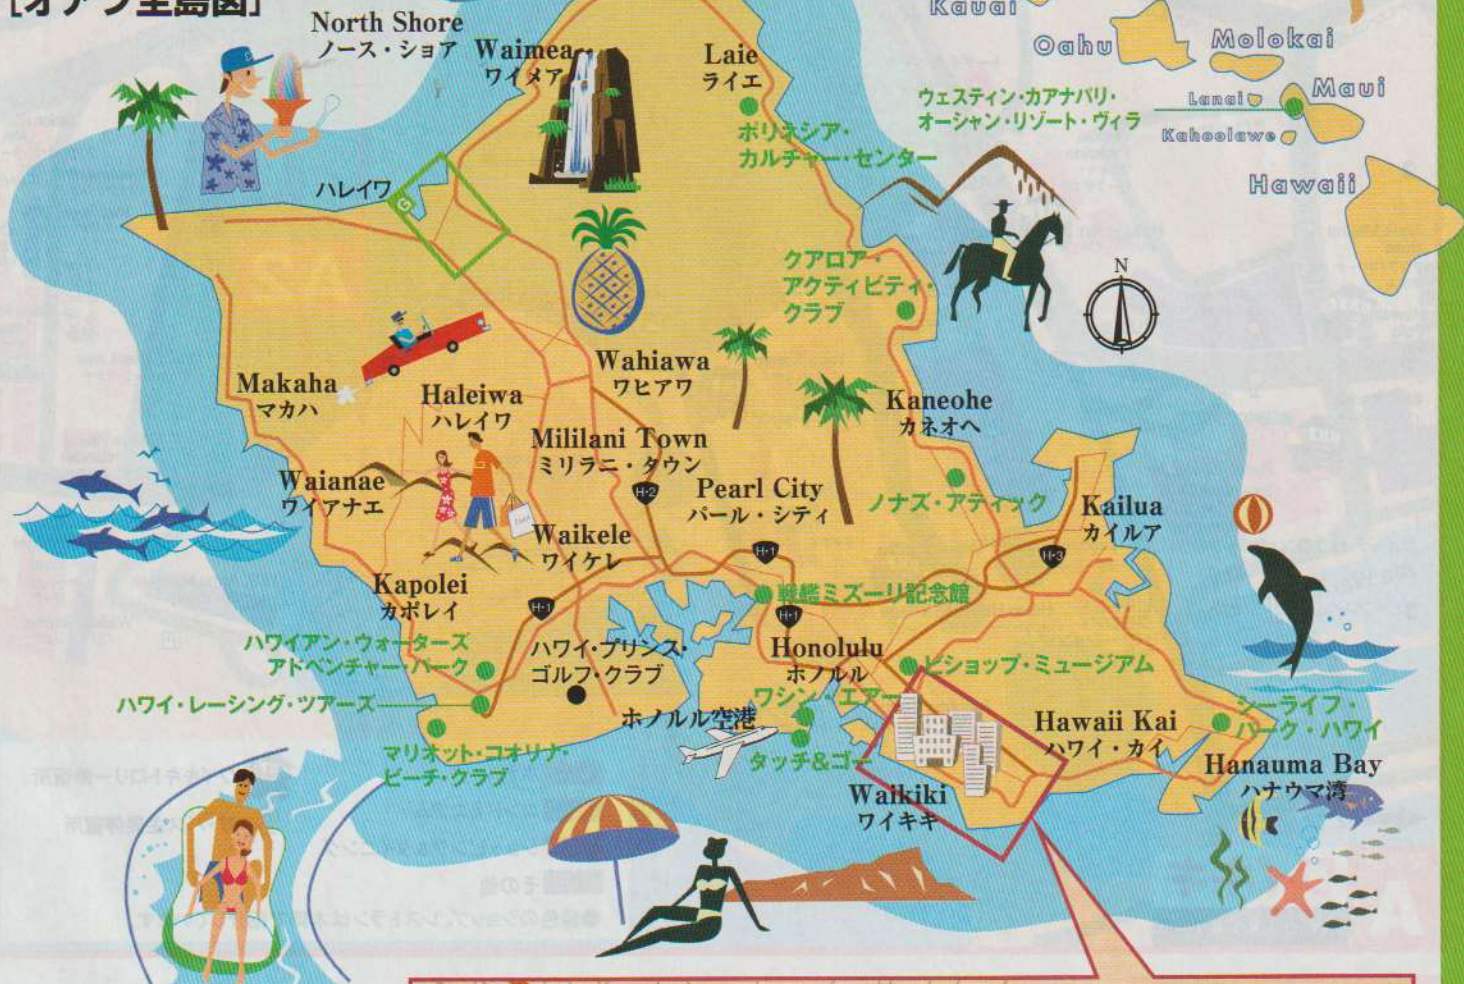 [オアフ全島図]
North Shore
ノース・ショア
Waimea
ワイメア
Laie
ライエ
ポリネシア・
カルチャー・センター
Kauai
Oahu
Molokai
Lanai
Maui
Kahoolawe
Hawaii
ウェスティン・カアナパリ・
オーシャン・リゾート・ヴィラ
ハレイワ
G
クアロア・
アクティビティ・
クラブ
N
Makaha
マカハ
Haleiwa
ハレイワ
Wahiawa
ワヒアワ
Kaneohe
カネオヘ
Mililani Town
ミリラニ・タウン
H-2
Waianae
ワイアナエ
Pearl City
パール・シティ
ノナズ・アティック
Kailua
カイルア
Waikele
ワイケレ
H-1
H-3
Kapolei
カポレイ
H-1
戦艦ミズーリ記念館
H-1
ハワイアン・ウォーターズ
アドベンチャー・パーク
ハワイ・プリンス・
ゴルフ・クラブ
Honolulu
ホノルル
ビショップ・ミュージアム
ハワイ・レーシング・ツアーズ
ワシン・エアー
ホノルル空港
Hawaii Kai
ハワイ・カイ
シーライフ・
パーク・ハワイ
マリオット・コオリナ・
ビーチ・クラブ
タッチ&ゴー
Hanauma Bay
ハナウマ湾
Waikiki
ワイキキ